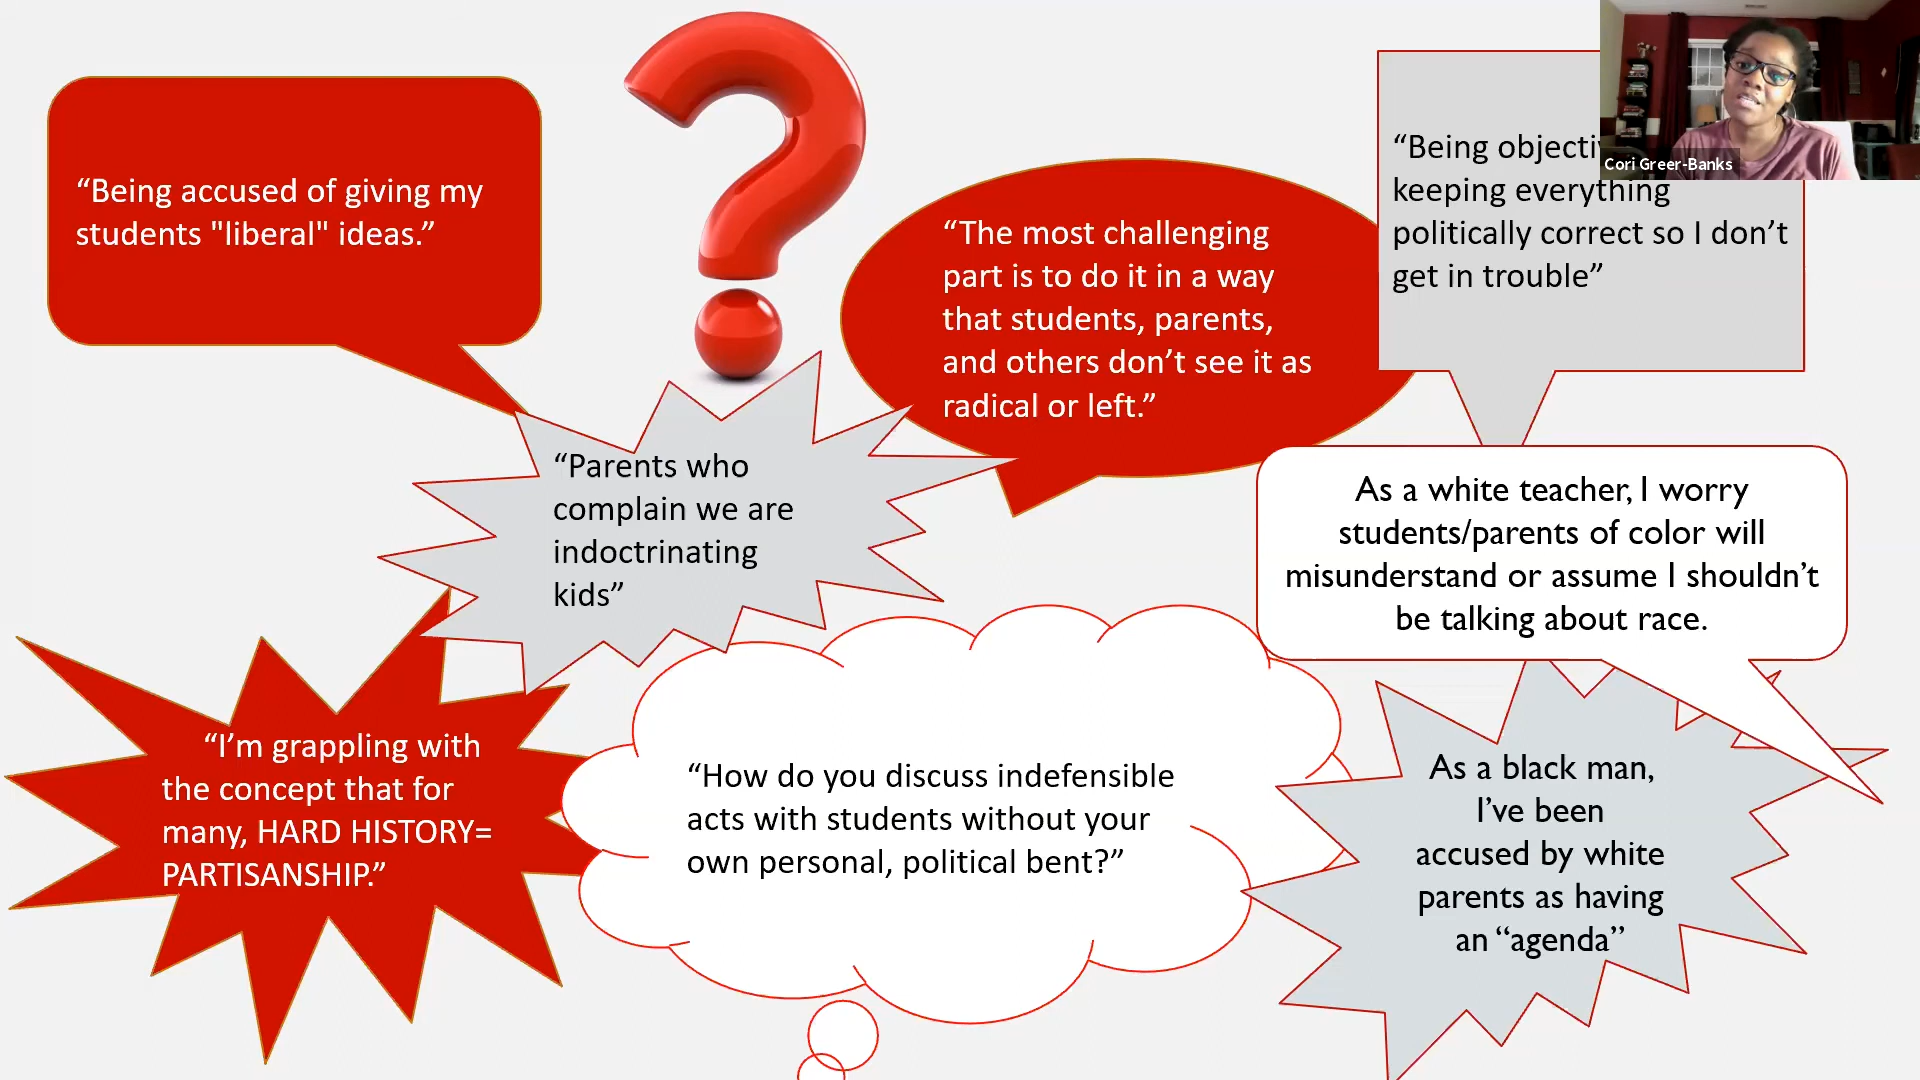 “Being accused of giving my
students "liberal" ideas.”
“The most challenging
part is to do it in a way
that students, parents,
and others don’t see it as
radical or left.”
“Being
keeping everything
politically correct so I don’t
get in trouble”
Cori Greer-Banks
“Parents who
complain we are
indoctrinating
kids”
As a white teacher, I worry
students/parents of color will
misunderstand or assume I shouldn’t
be talking about race.
“I’m grappling with
the concept that for
many, HARD HISTORY=
PARTISANSHIP.”
“How do you discuss indefensible
acts with students without your
own personal, political bent?”
As a black man,
I’ve been
accused by white
parents as having
an “agenda”